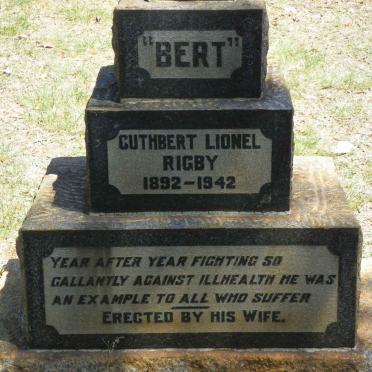 "BERT"
CUTHBERT LIONEL
RIGBY
1892-1942
YEAR AFTER YEAR FIGHTING SO
GALLANTLY AGAINST ILLHEALTH HE WAS
AN EXAMPLE TO ALL WHO SUFFER
ERECTED BY HIS WIFE.